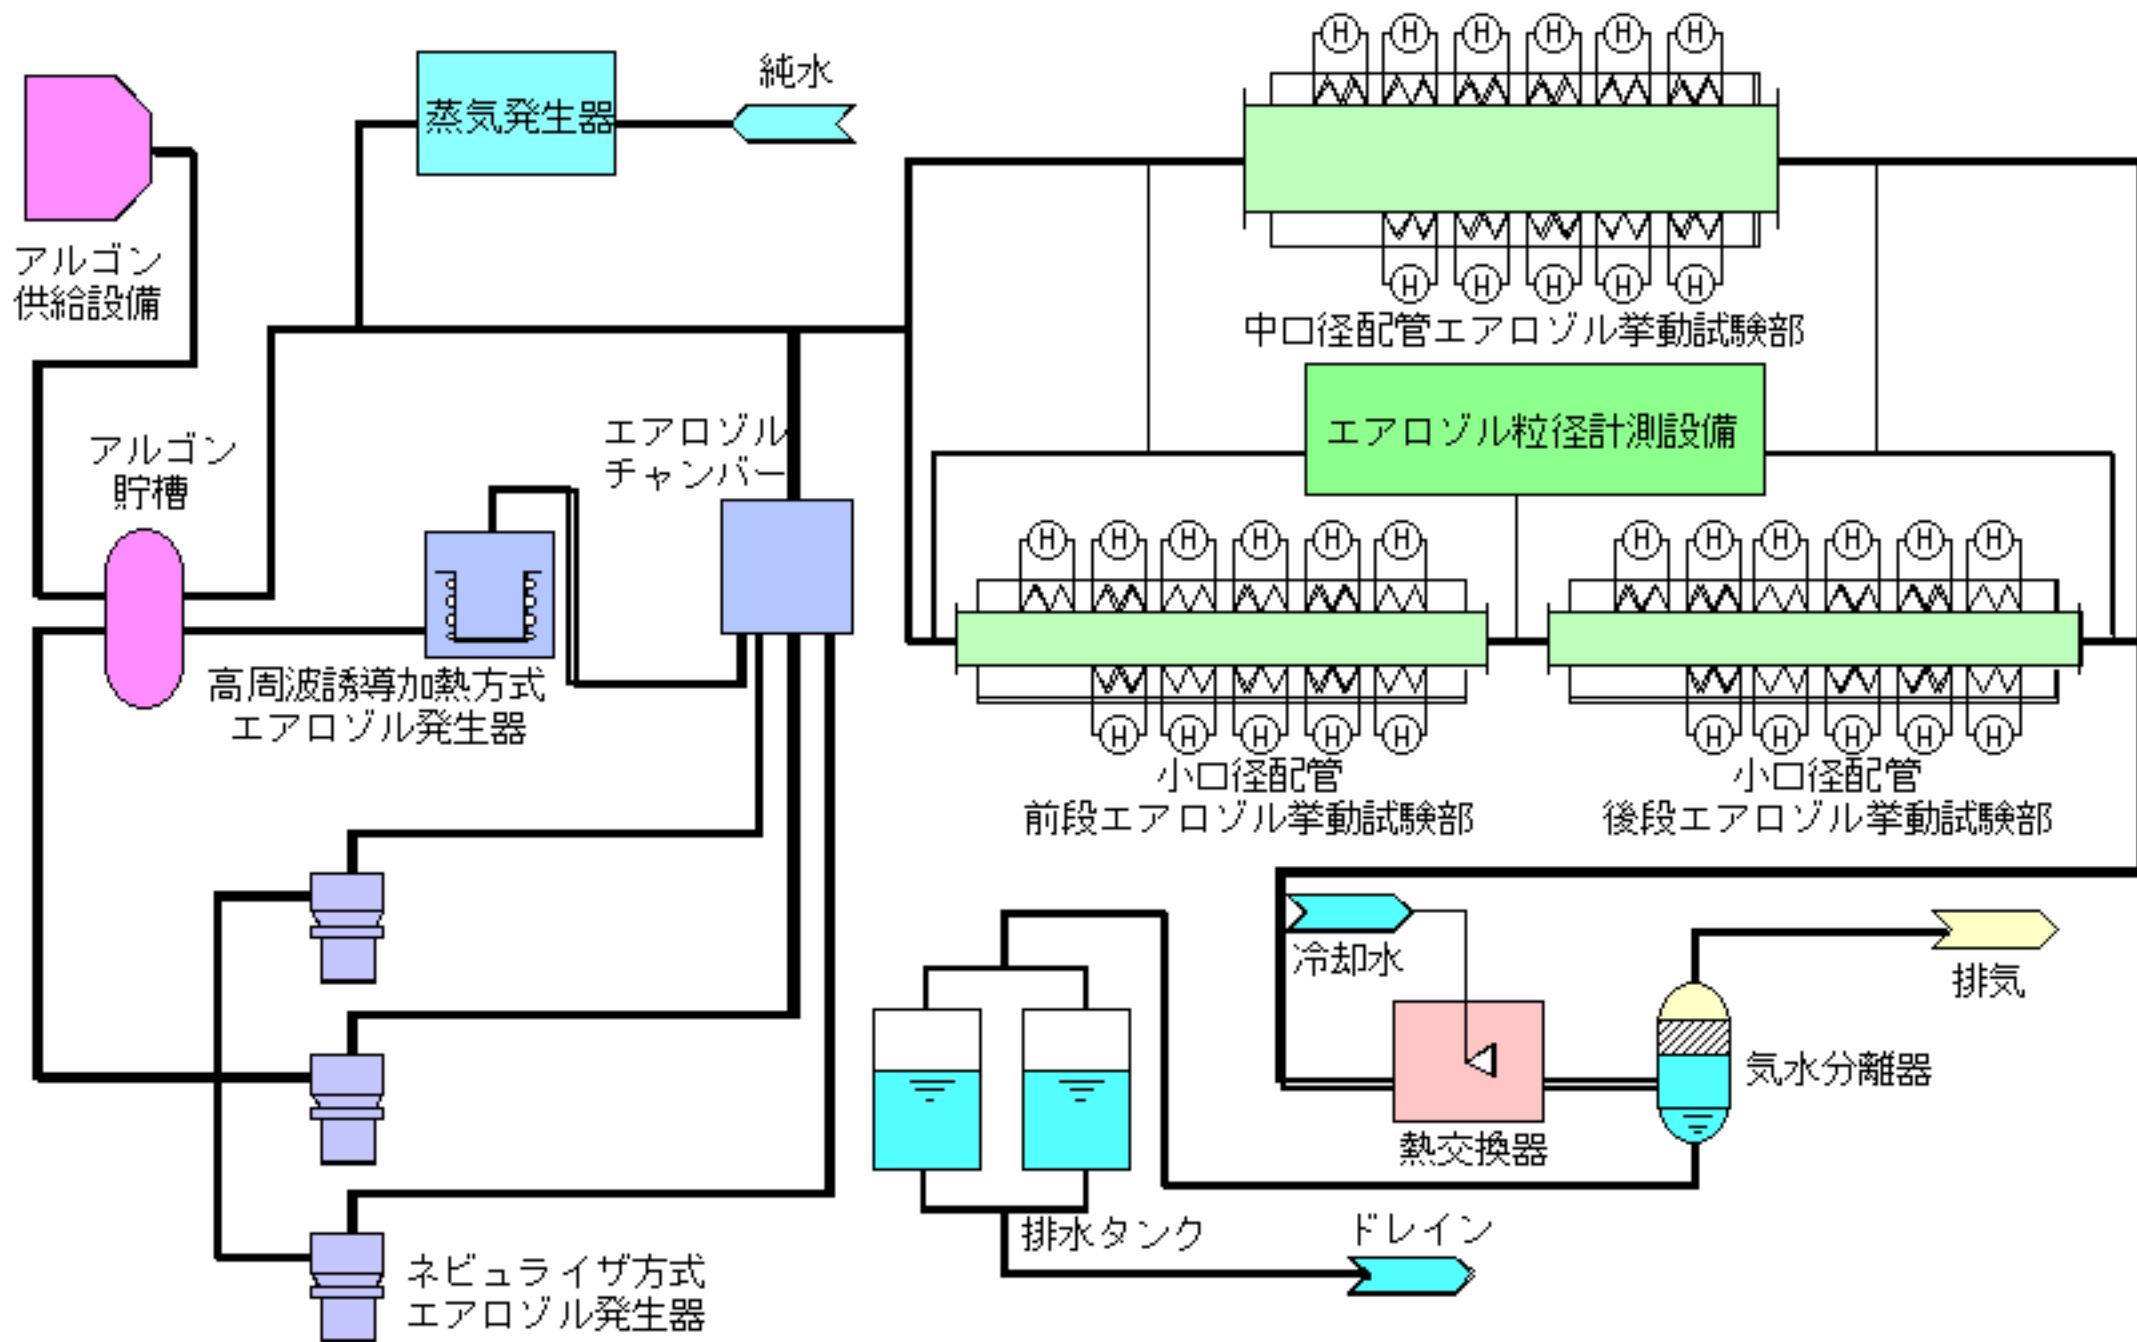 純水
蒸気発生器
H H H H H H
アルゴン
供給設備
H H H H H
中口径配管エアロゾル挙動試験部
エアロゾル粒径計測設備
エアロゾル
チャンバー
アルゴン
貯槽
H H H H H H
H H H H H H
高周波誘導加熱方式
エアロゾル発生器
H H H H H
H H H H H
小口径配管
前段エアロゾル挙動試験部
小口径配管
後段エアロゾル挙動試験部
冷却水
排気
気水分離器
熱交換器
排水タンク
ドレイン
ネビュライザ方式
エアロゾル発生器